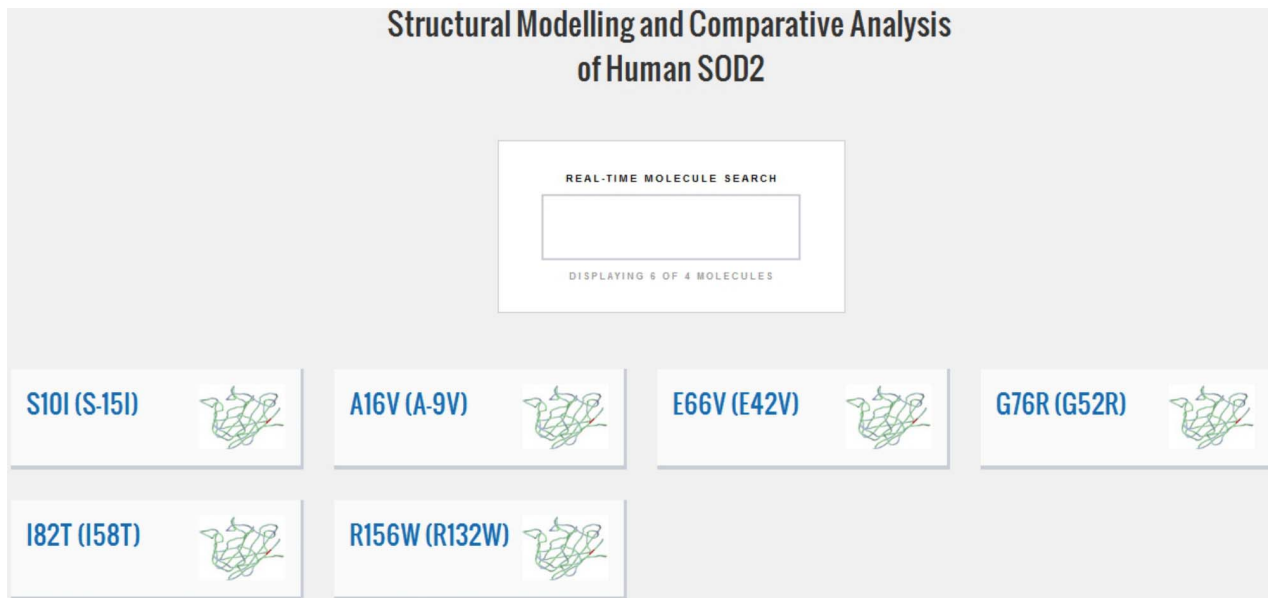 Structural Modelling and Comparative Analysis
of Human SOD2
REAL-TIME MOLECULE SEARCH
DISPLAYING 6 OF 4 MOLECULES
S10I (S-15I)
A16V (A-9V)
E66V (E42V)
G76R (G52R)
I82T (I58T)
R156W (R132W)